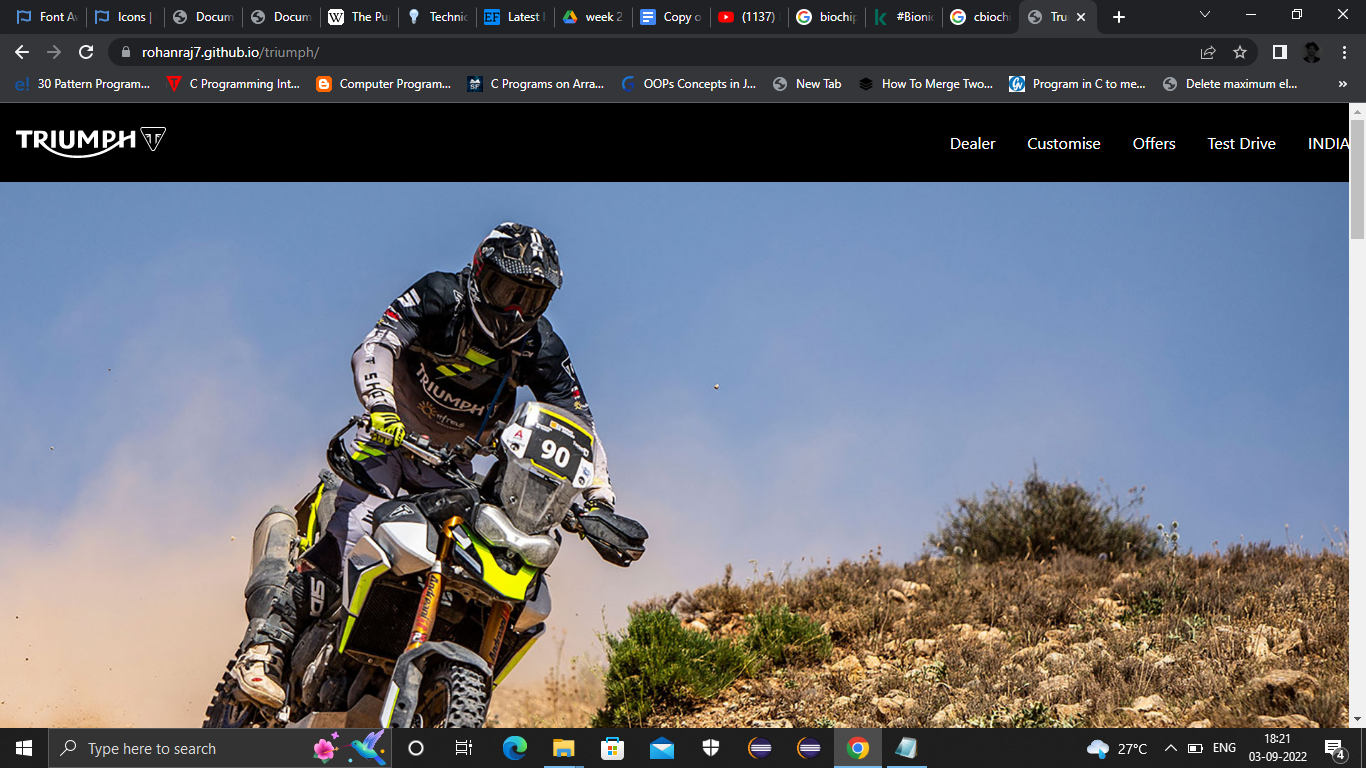 Font Av
Icons |
Docum
Docum
The Pu
Technic
Latest
week 2
Copy o
(1137)
biochip
#Bionic
cbiochi
Tru
rohanraj7.github.io/triumph/
30 Pattern Program...
C Programming Int...
Computer Program...
C Programs on Arra...
OOPs Concepts in J...
New Tab
How To Merge Two...
Program in C to me...
Delete maximum el...
»
TRIUMPH
Dealer
Customise
Offers
Test Drive
INDIA
TRIUMPH
90
Type here to search
27°C
ENG
18:21
03-09-2022
4